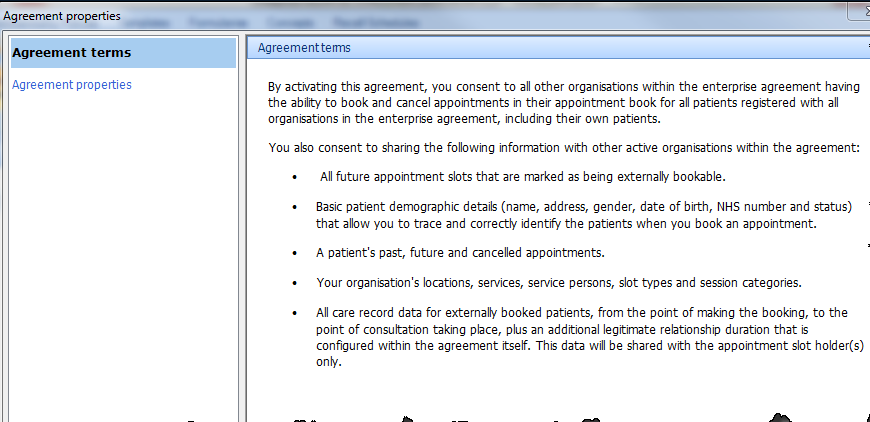 Agreement properties
Formularies Concepts Recall Schedules
Agreement terms
Agreement properties
Agreement terms
By activating this agreement, you consent to all other organisations within the enterprise agreement having
the ability to book and cancel appointments in their appointment book for all patients registered with all
organisations in the enterprise agreement, including their own patients.
You also consent to sharing the following information with other active organisations within the agreement:
• All future appointment slots that are marked as being externally bookable.
• Basic patient demographic details (name, address, gender, date of birth, NHS number and status)
that allow you to trace and correctly identify the patients when you book an appointment.
• A patient's past, future and cancelled appointments.
• Your organisation's locations, services, service persons, slot types and session categories.
• All care record data for externally booked patients, from the point of making the booking, to the
point of consultation taking place, plus an additional legitimate relationship duration that is
configured within the agreement itself. This data will be shared with the appointment slot holder(s)
only.